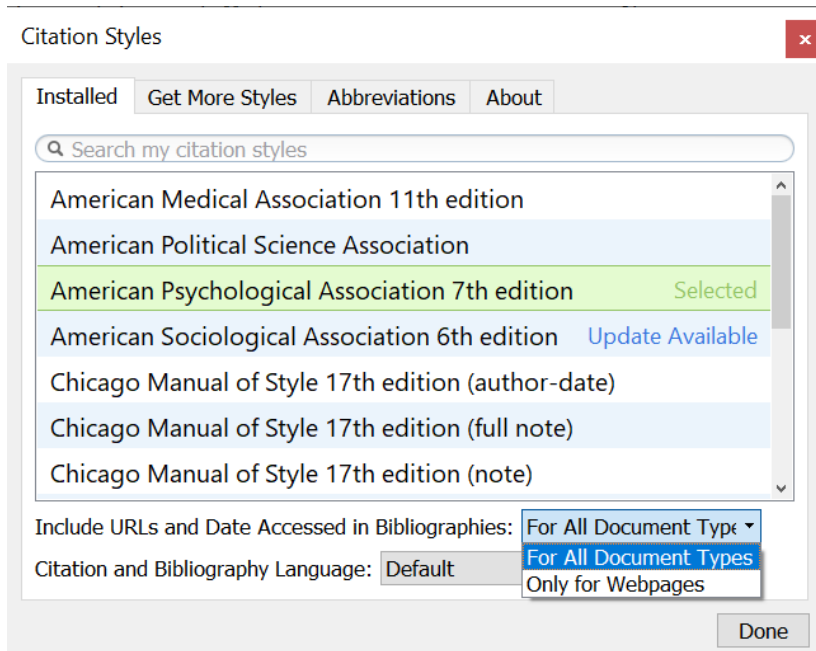 Citation Styles
x
Installed Get More Styles Abbreviations About
Search my citation styles
American Medical Association 11th edition
American Political Science Association
American Psychological Association 7th edition Selected
American Sociological Association 6th edition Update Available
Chicago Manual of Style 17th edition (author-date)
Chicago Manual of Style 17th edition (full note)
Chicago Manual of Style 17th edition (note)
Include URLs and Date Accessed in Bibliographies: For All Document Type
For All Document Types
Citation and Bibliography Language: Default
Only for Webpages
Done